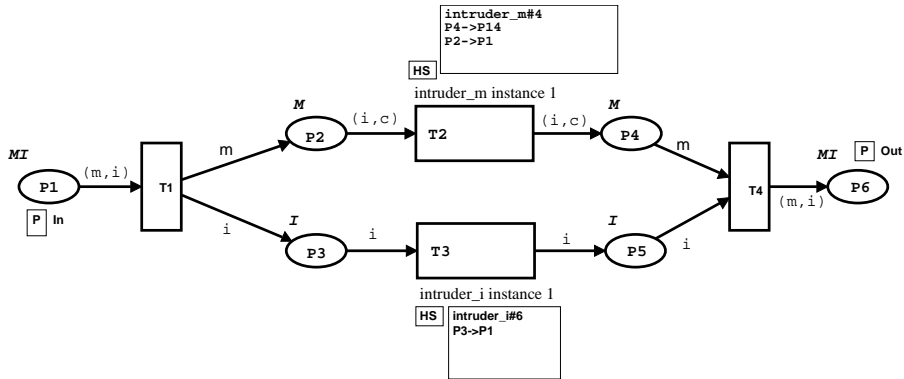 intruder_m#4
P4->P14
P2->P1
HS
intruder_m instance 1
M
M
(i,c)
(i,c)
P2
T2
P4
MI
m
m
MI
P Out
(m,i)
P1
T1
T4
P6
(m,i)
P In
i
I
I
i
i
i
P3
T3
P5
intruder_i instance 1
HS
intruder_i#6
P3->P1